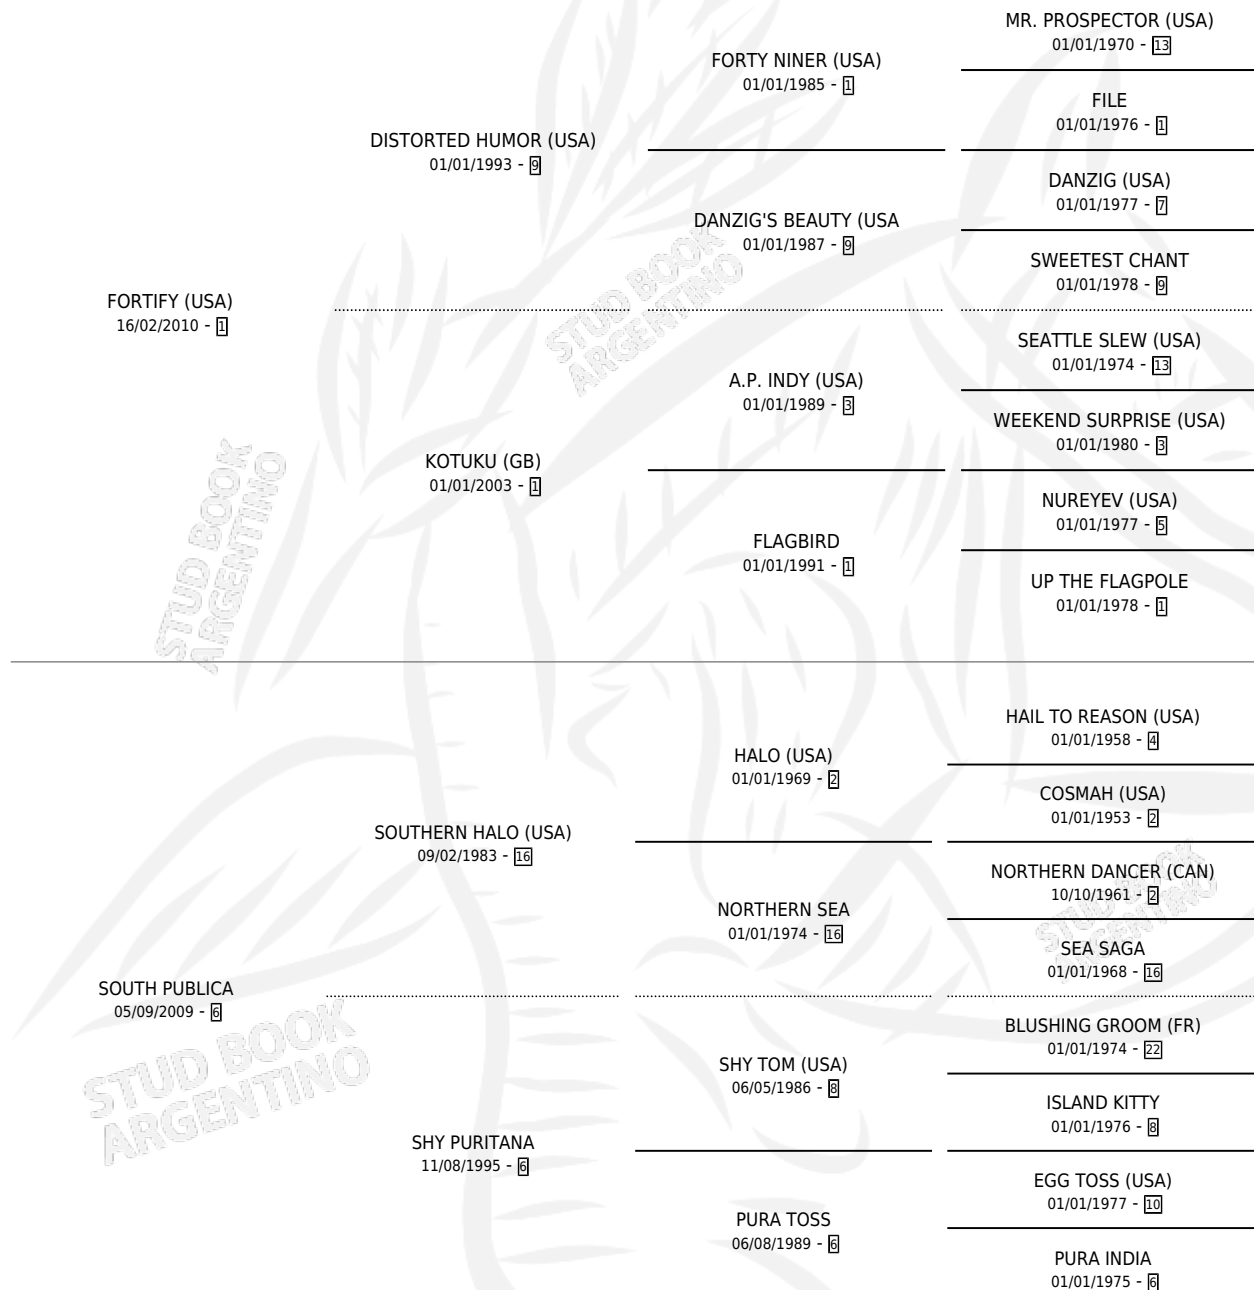 MR. PROSPECTOR (USA)
01/01/1970 - 13
FORTY NINER (USA)
01/01/1985 - 1
FILE
01/01/1976 - 1
DISTORTED HUMOR (USA)
01/01/1993 - 9
DANZIG (USA)
01/01/1977 - 7
DANZIG'S BEAUTY (USA
01/01/1987 - 9
SWEETEST CHANT
01/01/1978 - 9
FORTIFY (USA)
16/02/2010 - 1
STUD BOOK
ARGENTINO
SEATTLE SLEW (USA)
01/01/1974 - 13
A.P. INDY (USA)
01/01/1989 - 3
WEEKEND SURPRISE (USA)
01/01/1980 - 3
KOTUKU (GB)
01/01/2003 - 1
NUREYEV (USA)
01/01/1977 - 5
FLAGBIRD
01/01/1991 - 1
UP THE FLAGPOLE
01/01/1978 - 1
STUD BOOK
ARGENTINO
HAIL TO REASON (USA)
01/01/1958 - 4
HALO (USA)
01/01/1969 - 2
COSMAH (USA)
01/01/1953 - 2
SOUTHERN HALO (USA)
09/02/1983 - 16
NORTHERN DANCER (CAN)
10/10/1961 - 2
NORTHERN SEA
01/01/1974 - 16
STUD BOOK
ARGENTINO
SEA SAGA
01/01/1968 - 16
SOUTH PUBLICA
05/09/2009 - 6
BLUSHING GROOM (FR)
01/01/1974 - 22
SHY TOM (USA)
06/05/1986 - 8
STUD BOOK
ARGENTINO
ISLAND KITTY
01/01/1976 - 8
SHY PURITANA
11/08/1995 - 6
EGG TOSS (USA)
01/01/1977 - 10
PURA TOSS
06/08/1989 - 6
PURA INDIA
01/01/1975 - 6